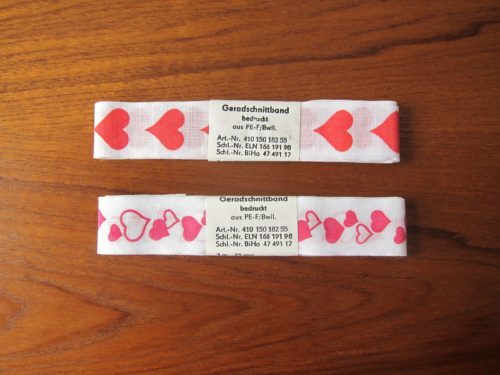 Geradschnittband
bedruckt
aus PE-F/Bwll.
Art.-Nr. 410 150 182 55
Schl.-Nr. ELN 166 191 98
Schl.-Nr. BiHa 47 491 17
Geradschnittband
bedruckt
aus PE-F/Bwll.
Art.-Nr. 410 150 182 55
Schl.-Nr. ELN 166 191 98
Schl.-Nr. BiHa 47 491 17